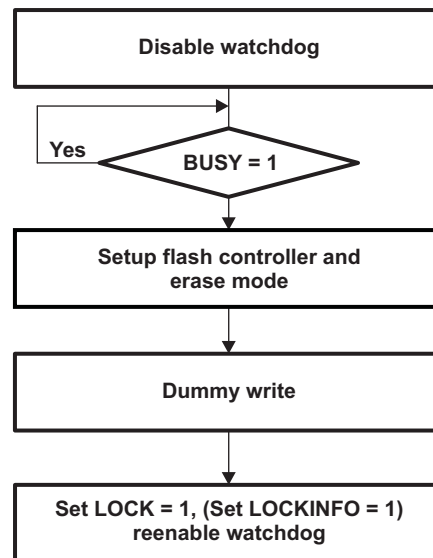 Disable watchdog
Yes
BUSY = 1
Setup flash controller and
erase mode
Dummy write
Set LOCK = 1, (Set LOCKINFO = 1)
reenable watchdog